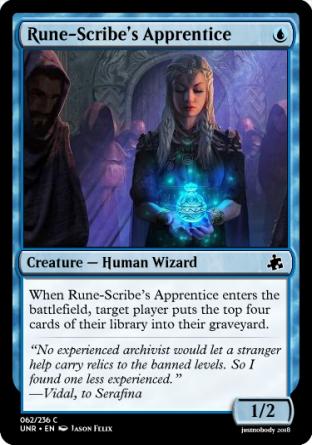 Rune-Scribe's Apprentice
Creature — Human Wizard
When Rune-Scribe's Apprentice enters the
battlefield, target player puts the top four
cards of their library into their graveyard.
"No experienced archivist would let a stranger
help carry relics to the banned levels. So I
found one less experienced."
—Vidal, to Serafina
1/2
062/236 C
UNR • EN Jason Felix
justnobody 2018